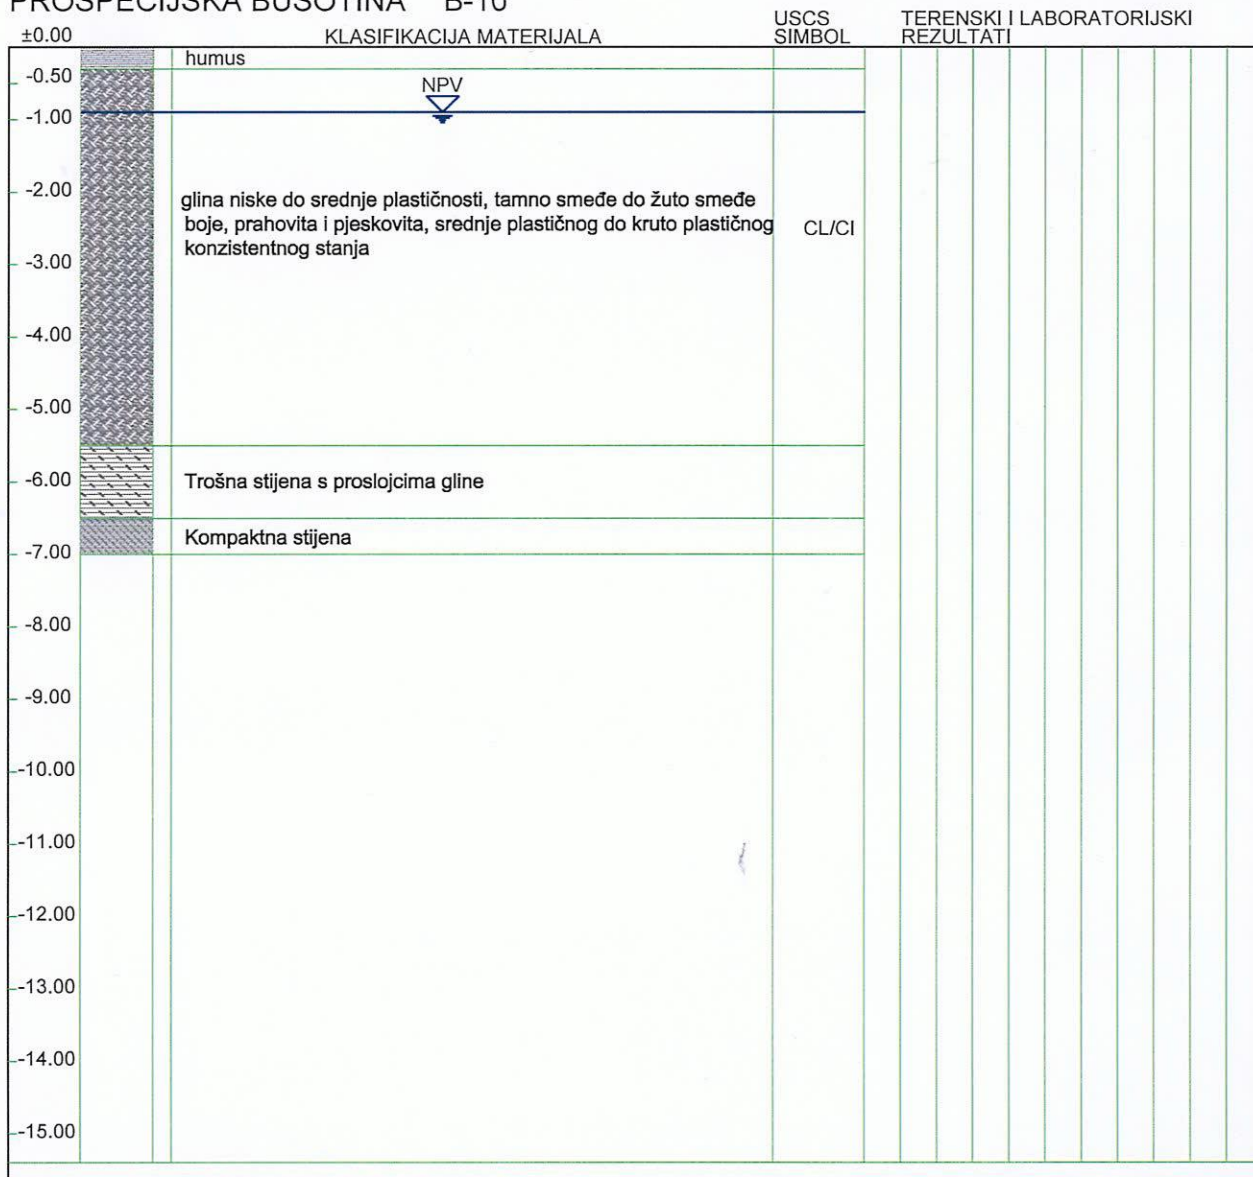 PROSPECIJSKA BUŠOTINA B-10
±0.00
KLASIFIKACIJA MATERIJALA
USCS
SIMBOL
TERENSKI I LABORATORIJSKI
REZULTATI
humus
-0.50
NPV
-1.00
-2.00
glina niske do srednje plastičnosti, tamno smeđe do žuto smeđe
boje, prahovita i pjeskovita, srednje plastičnog do kruto plastičnog
konzistentnog stanja
CL/CI
-3.00
-4.00
-5.00
-6.00
Trošna stijena s proslojcima gline
Kompaktna stijena
-7.00
-8.00
-9.00
-10.00
-11.00
-12.00
-13.00
-14.00
-15.00